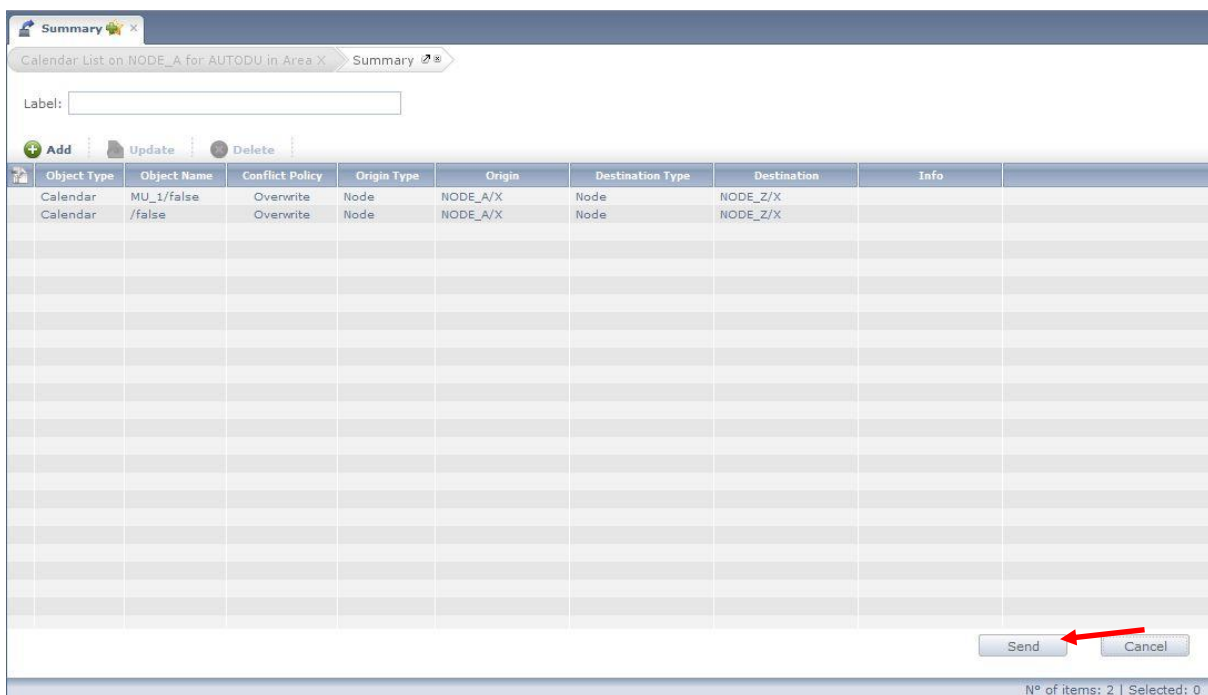 Summary
Calendar List on NODE_A for AUTODU in Area X Summary
Label:
Add Update Delete
Object Type Object Name Conflict Policy Origin Type Origin Destination Type Destination Info
Calendar MU_1/false Overwrite Node NODE_A/X Node NODE_Z/X
Calendar /false Overwrite Node NODE_A/X Node NODE_Z/X
Send Cancel
N° of items: 2 | Selected: 0